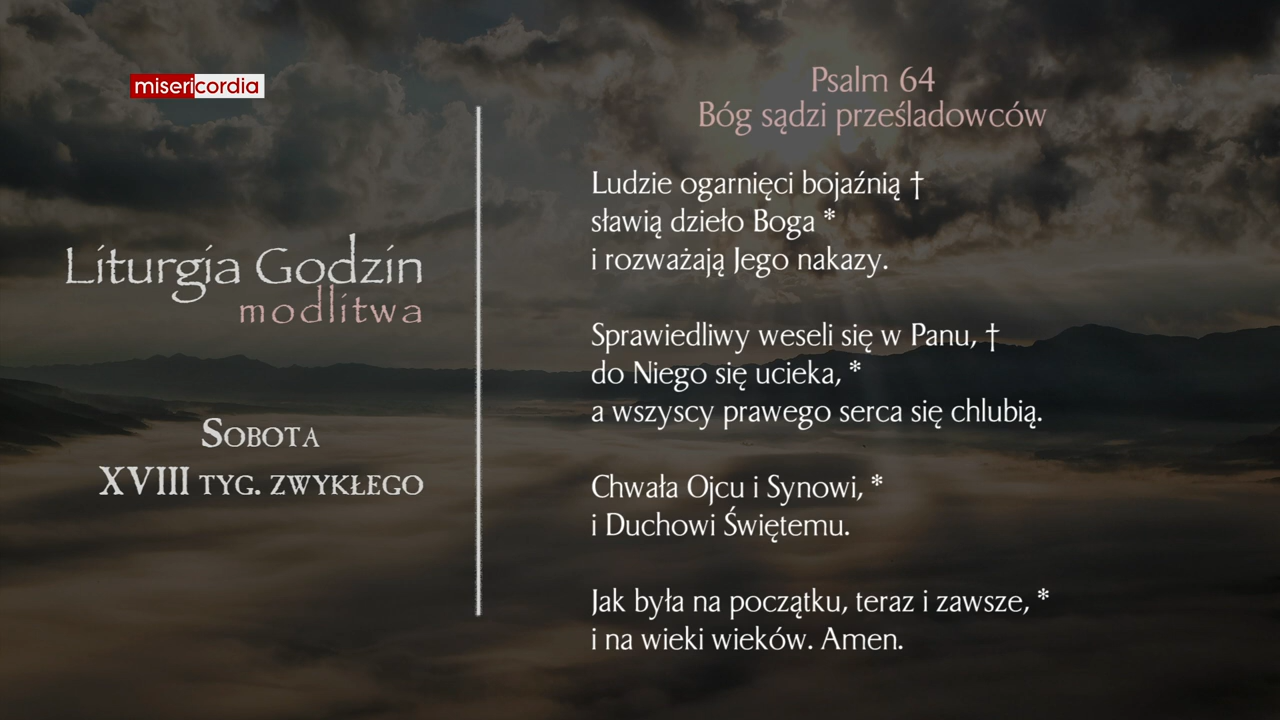 misericordia
Liturgia Godzin
modlitwa
Sobota
XVIII tyg. zwykłego
Psalm 64
Bóg sądzi prześladowców
Ludzie ogarnięci bojaźnią †
sławią dzieło Boga *
i rozważają Jego nakazy.
Sprawiedliwy weseli się w Panu, †
do Niego się ucieka, *
a wszyscy prawego serca się chlubią.
Chwała Ojcu i Synowi, *
i Duchowi Świętemu.
Jak była na początku, teraz i zawsze, *
i na wieki wieków. Amen.